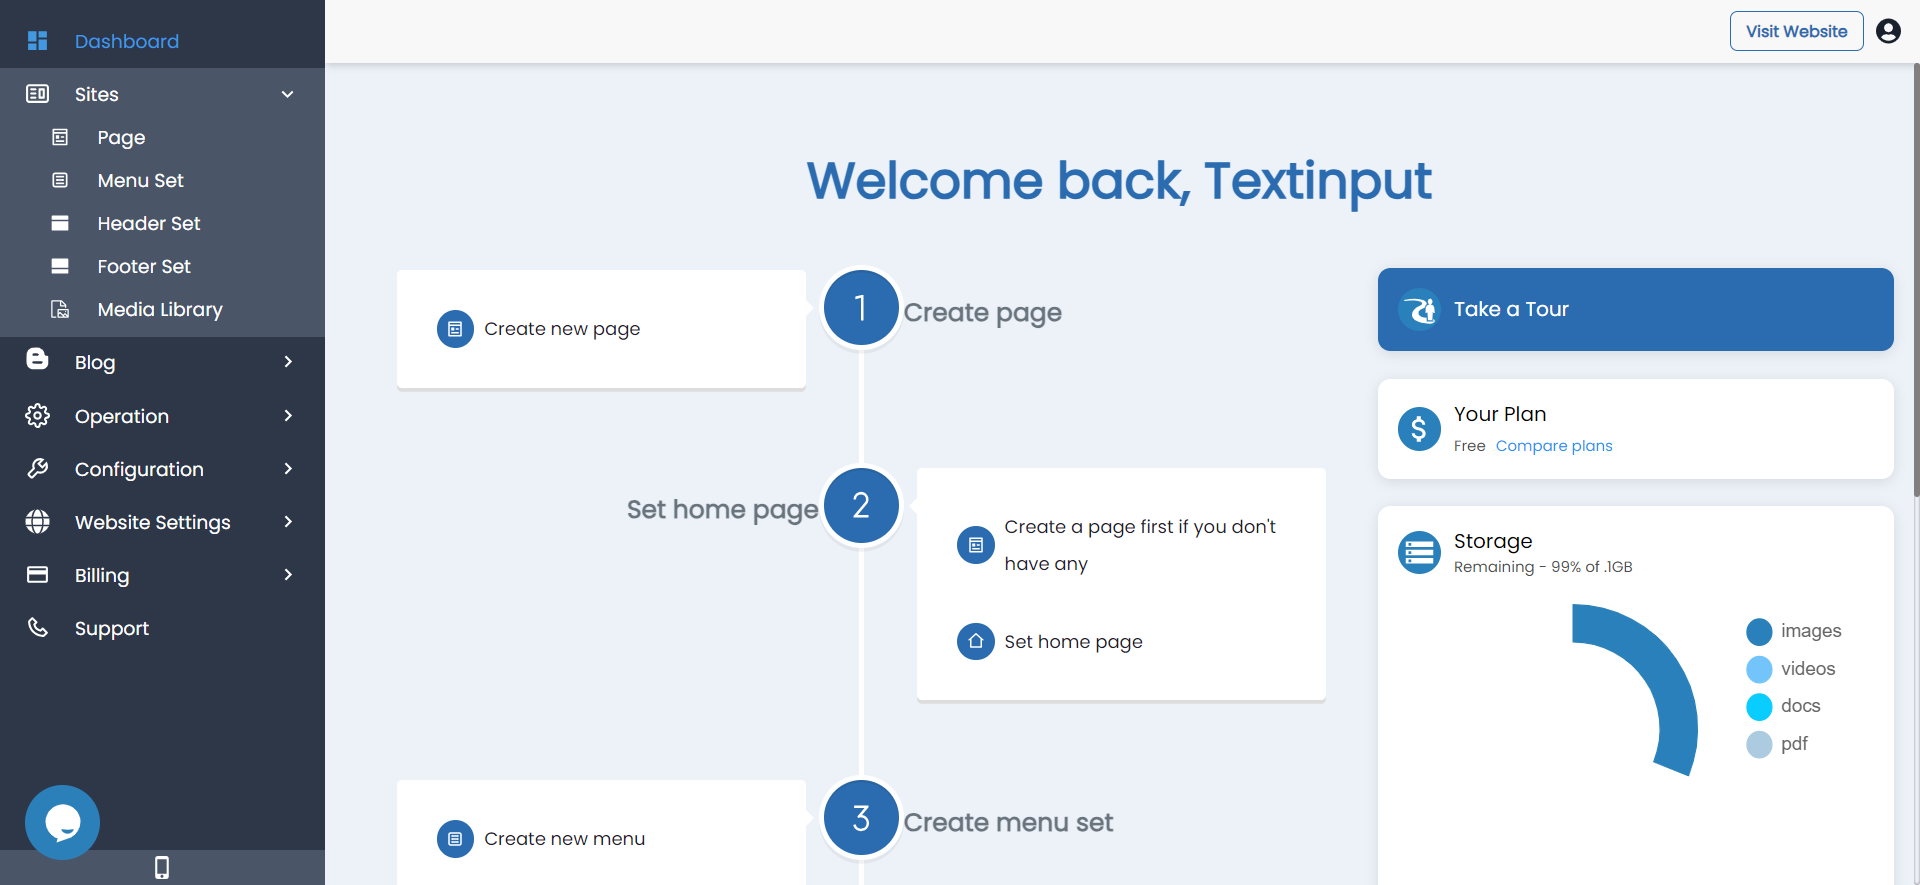 Dashboard
Sites
Page
Menu Set
Header Set
Footer Set
Media Library
Blog
Operation
Configuration
Website Settings
Billing
Support
Visit Website
Welcome back, Textinput
Create new page
1
Create page
Set home page
2
Create a page first if you don't
have any
Set home page
Create new menu
3
Create menu set
Take a Tour
$
Your Plan
Free Compare plans
Storage
Remaining - 99% of .1GB
images
videos
docs
pdf